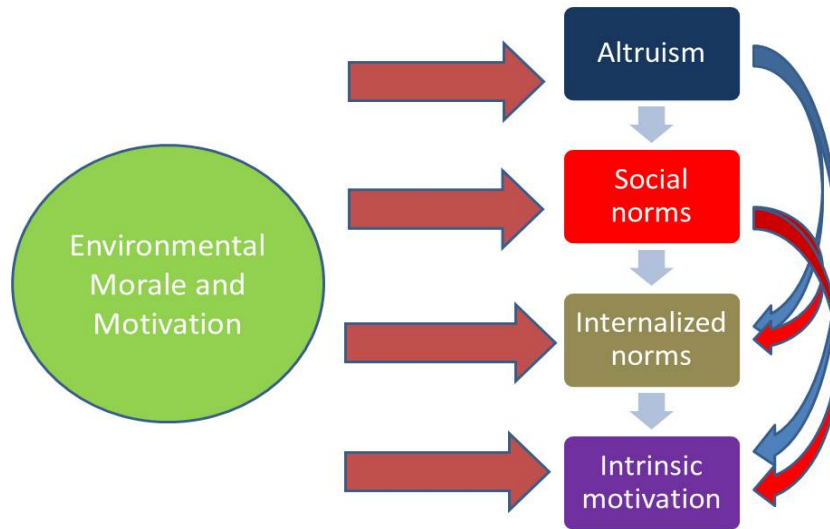 Altruism
Social
norms
Environmental
Morale and
Motivation
Internalized
norms
Intrinsic
motivation